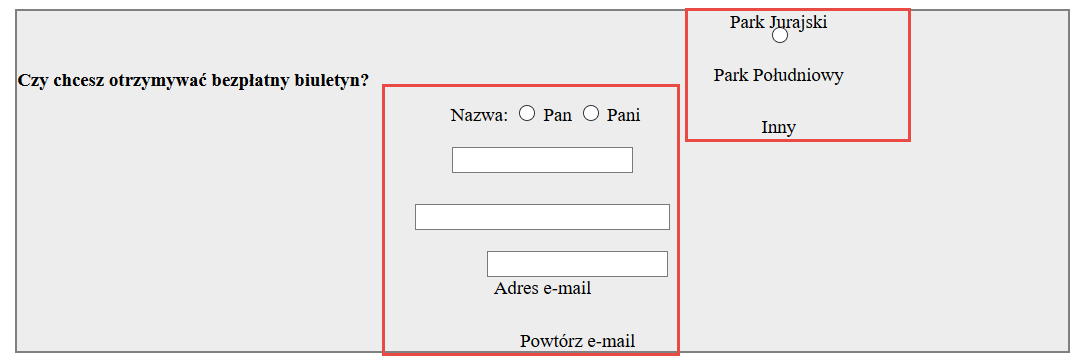 Park Jurajski
Park Południowy
Czy chcesz otrzymywać bezpłatny biuletyn?
Nazwa: Pan Pani
Inny
Adres e-mail
Powtórz e-mail